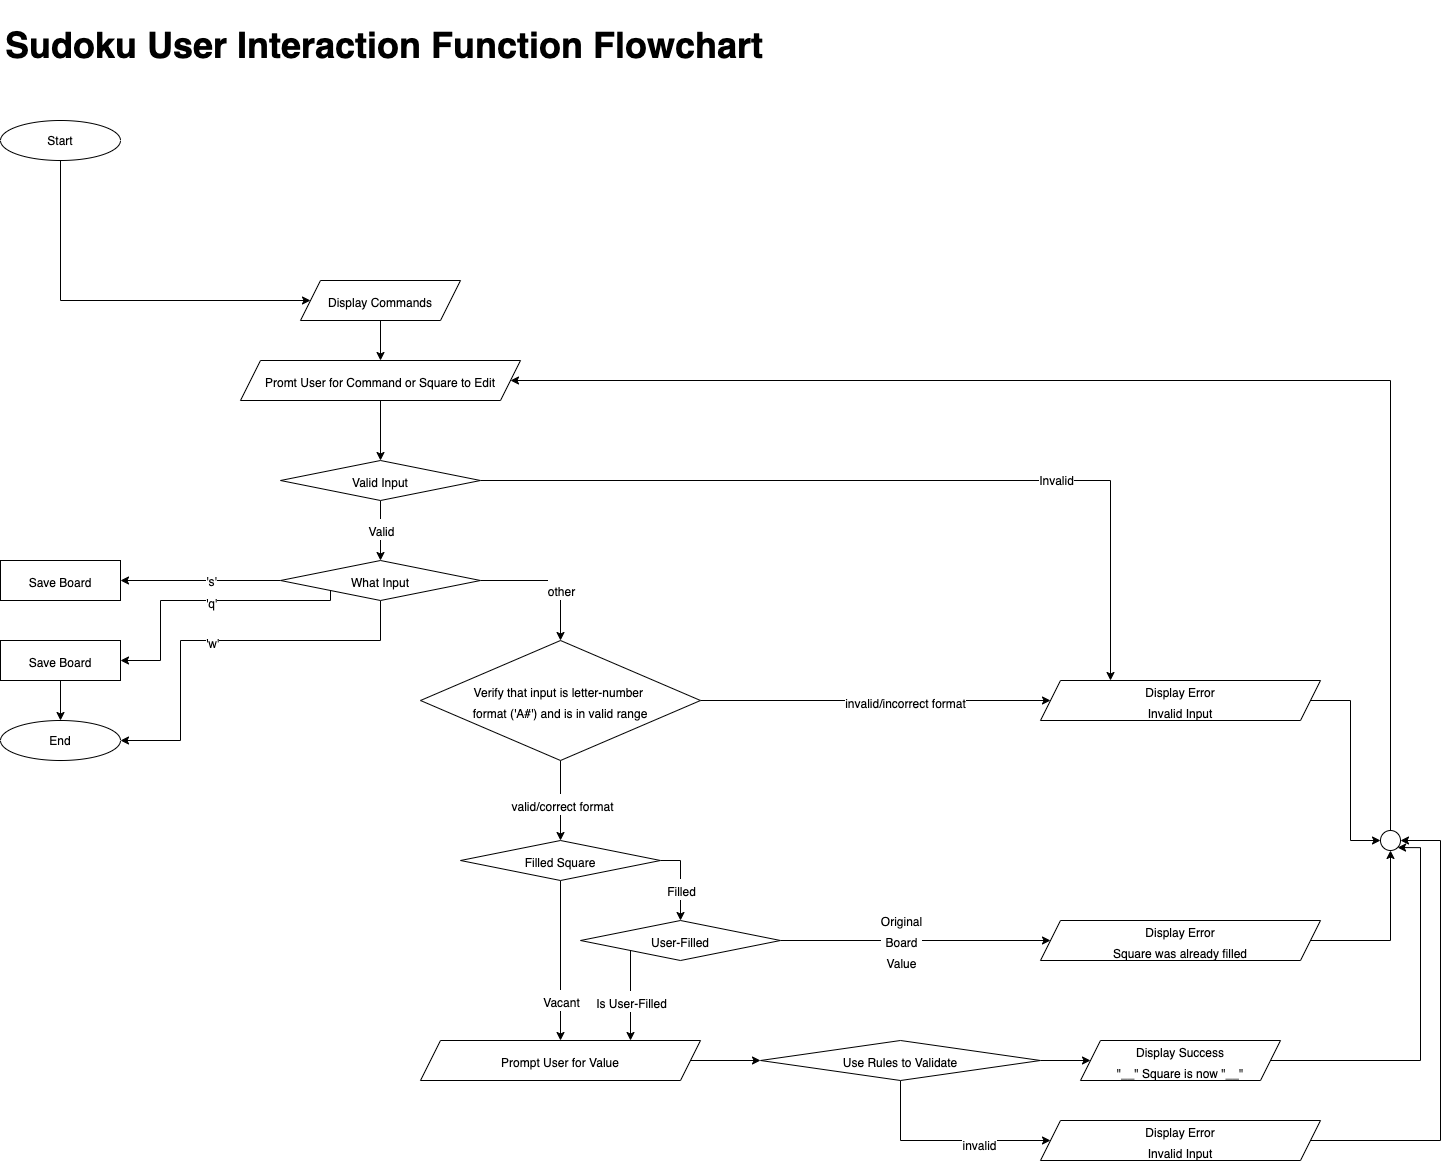 Sudoku User Interaction Function Flowchart
Start
Display Commands
Promt User for Command or Square to Edit
Valid Input
Invalid
Valid
Save Board
's'
What Input
other
'q'
'w'
Save Board
End
Verify that input is letter-number
format ('A#') and is in valid range
invalid/incorrect format
Display Error
Invalid Input
valid/correct format
Filled Square
Filled
User-Filled
Original
Board
Value
Display Error
Square was already filled
Vacant
Is User-Filled
Prompt User for Value
Use Rules to Validate
Display Success
"__" Square is now "__"
invalid
Display Error
Invalid Input